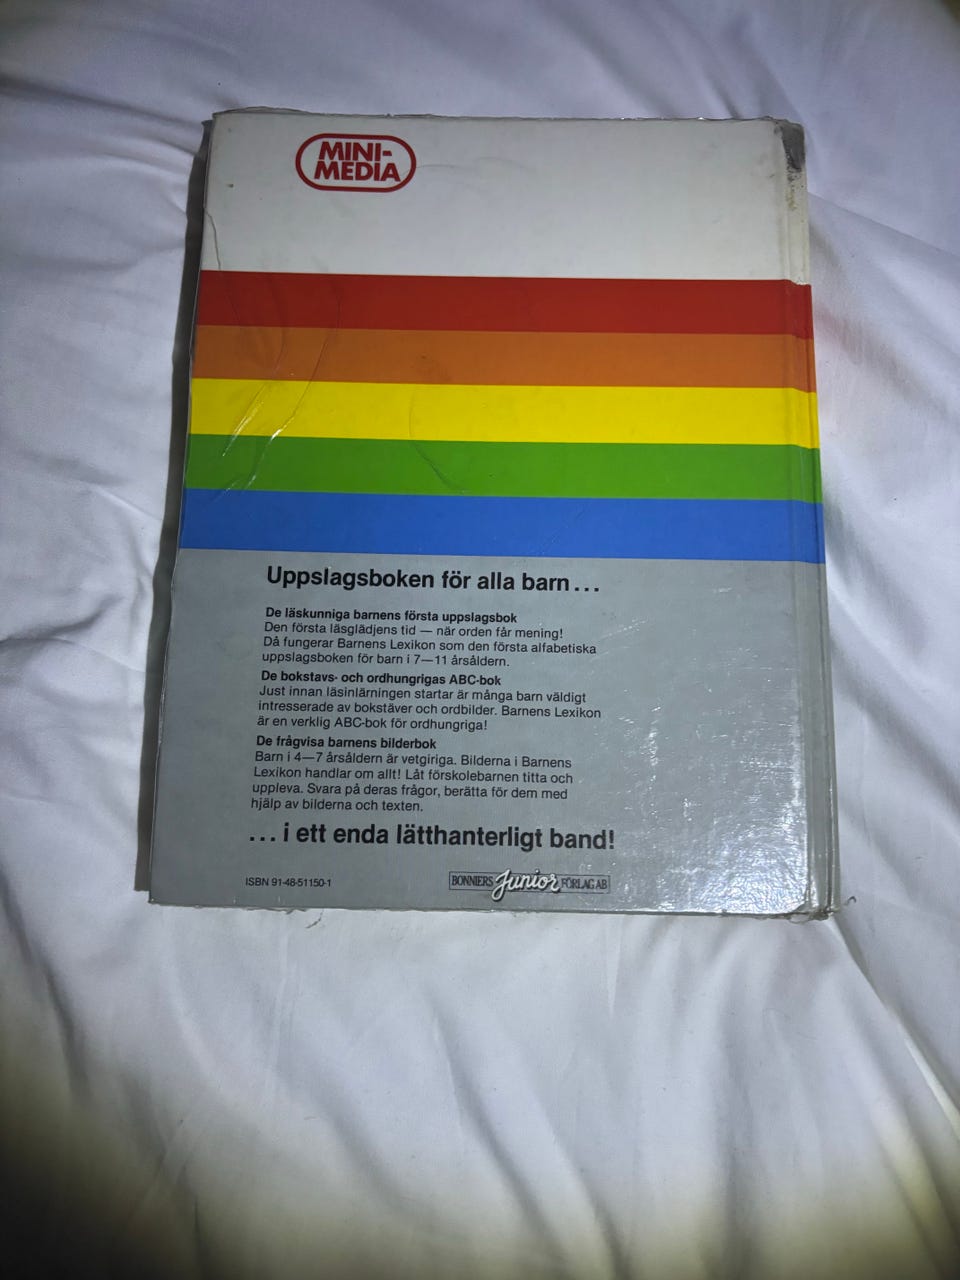 MINI-
MEDIA
Uppslagsboken för alla barn...
De läskunniga barnens första uppslagsbok
Den första läsglädjens tid — när orden får mening!
Då fungerar Barnens Lexikon som den första alfabetiska
uppslagsboken för barn i 7—11 årsåldern.
De bokstavs- och ordhungrigas ABC-bok
Just innan läsinlärningen startar är många barn väldigt
intresserade av bokstäver och ordbilder. Barnens Lexikon
är en verklig ABC-bok för ordhungriga!
De frågvisa barnens bilderbok
Barn i 4—7 årsåldern är vetgiriga. Bilderna i Barnens
Lexikon handlar om allt! Låt förskolebarnen titta och
uppleva. Svara på deras frågor, berätta för dem med
hjälp av bilderna och texten.
...i ett enda lätthanterligt band!
ISBN 91-48-51150-1
BONNIERS Junior FÖRLAG AB